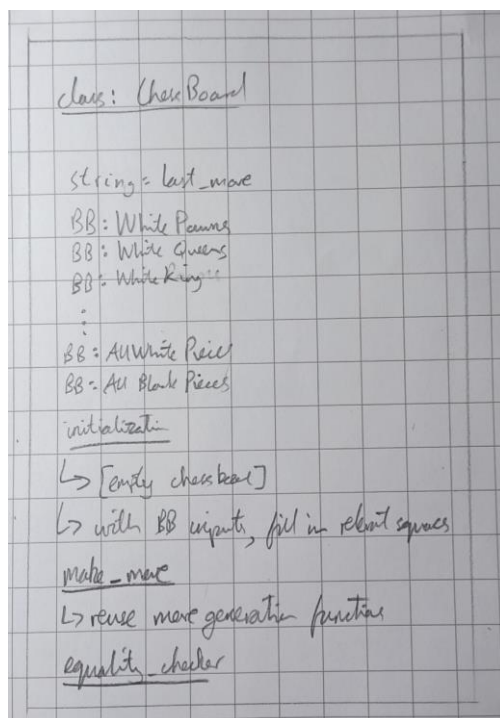 class: ChessBoard
string = last_move
BB: White Pawns
BB: White Queens
BB: White King
:
BB: All White Pieces
BB: All Black Pieces
initialization
↳ [empty chessboard]
↳ with BB inputs, fill in relevant squares
make_move
↳ reuse move generation functions
equality_checker